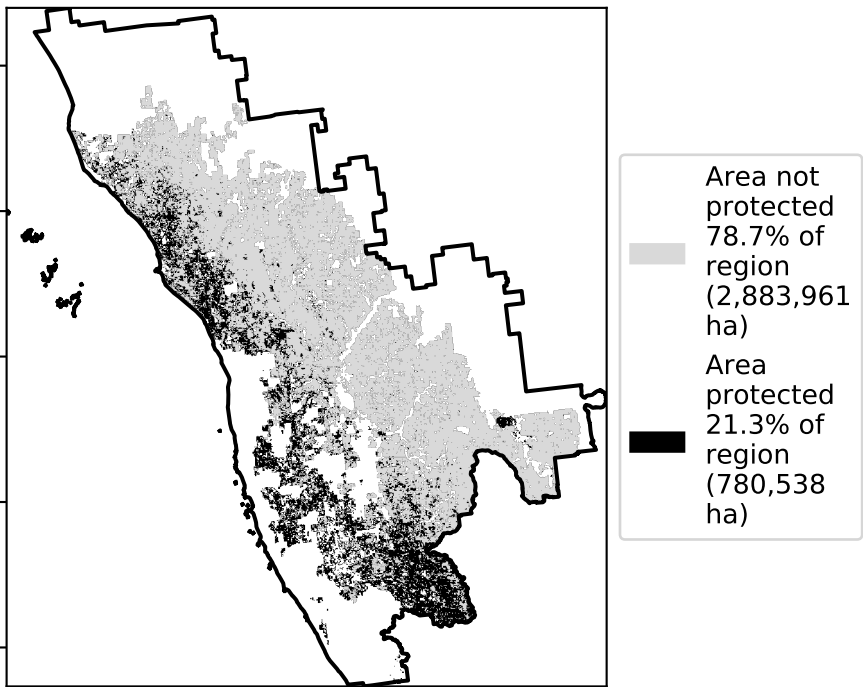 Area not
protected
78.7% of
region
(2,883,961
ha)
Area
protected
21.3% of
region
(780,538
ha)